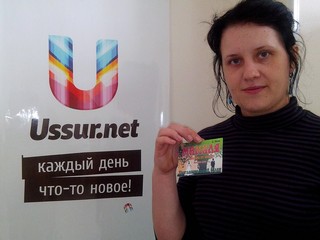 Ussur.net
каждый день
что-то новое!